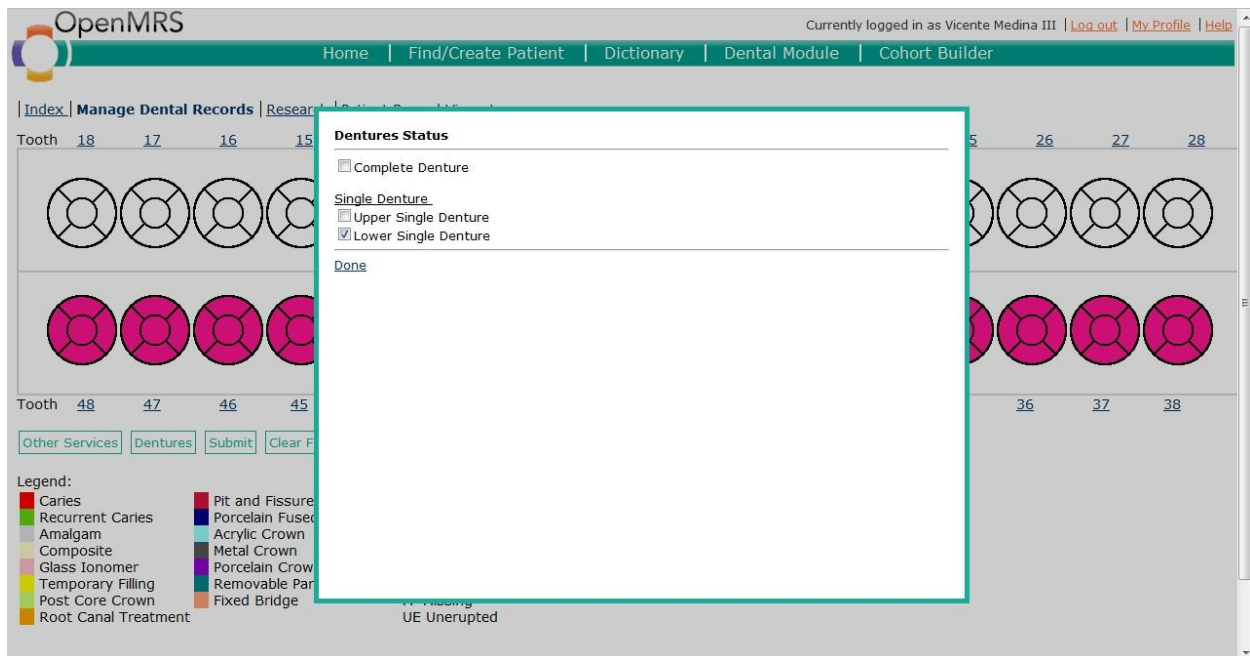 OpenMRS
Currently logged in as Vicente Medina III | Log out | My Profile | Help
Home | Find/Create Patient | Dictionary | Dental Module | Cohort Builder
| Index | Manage Dental Records | Resear
Tooth 18 17 16 15 26 27 28
Dentures Status
Complete Denture
Single Denture
Upper Single Denture
Lower Single Denture
Done
Tooth 48 47 46 45 36 37 38
Other Services Dentures Submit Clear F
Legend:
Caries Pit and Fissure
Recurrent Caries Porcelain Fused
Amalgam Acrylic Crown
Composite Metal Crown
Glass Ionomer Porcelain Crow
Temporary Filling Removable Par
Post Core Crown Fixed Bridge
Root Canal Treatment UE Unerupted